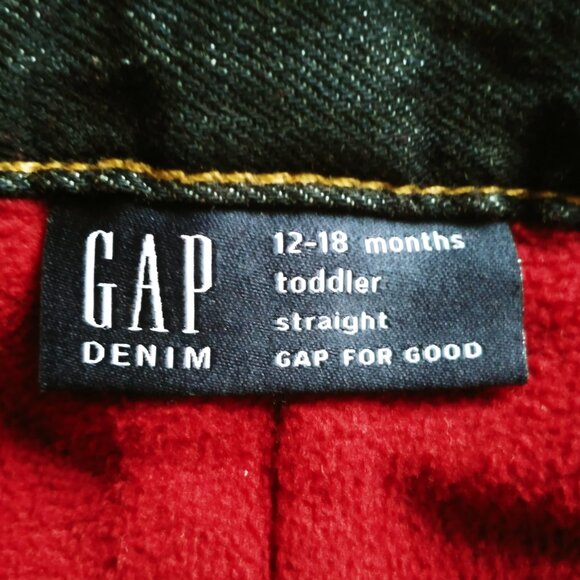 GAP
DENIM
12-18 months
toddler
straight
GAP FOR GOOD